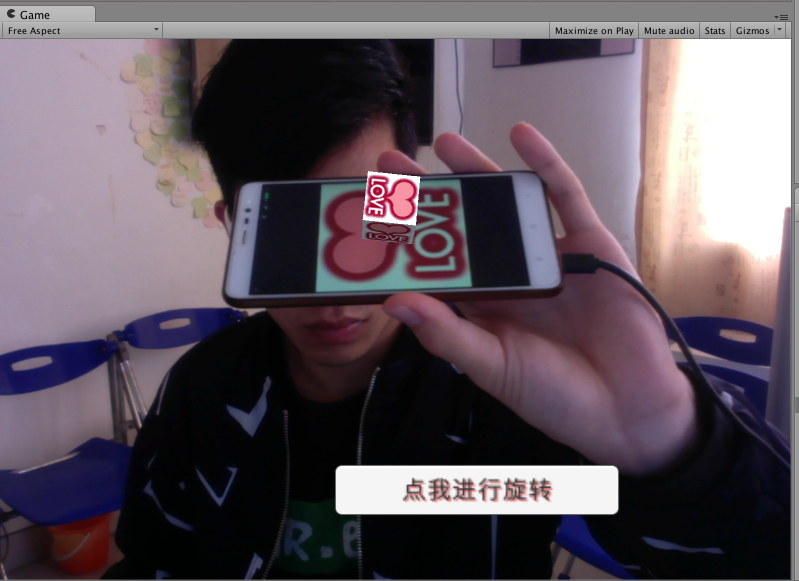 Game
Free Aspect
Maximize on Play
Mute audio
Stats
Gizmos
LOVE
LOVE
LOVE
点我进行旋转
R.